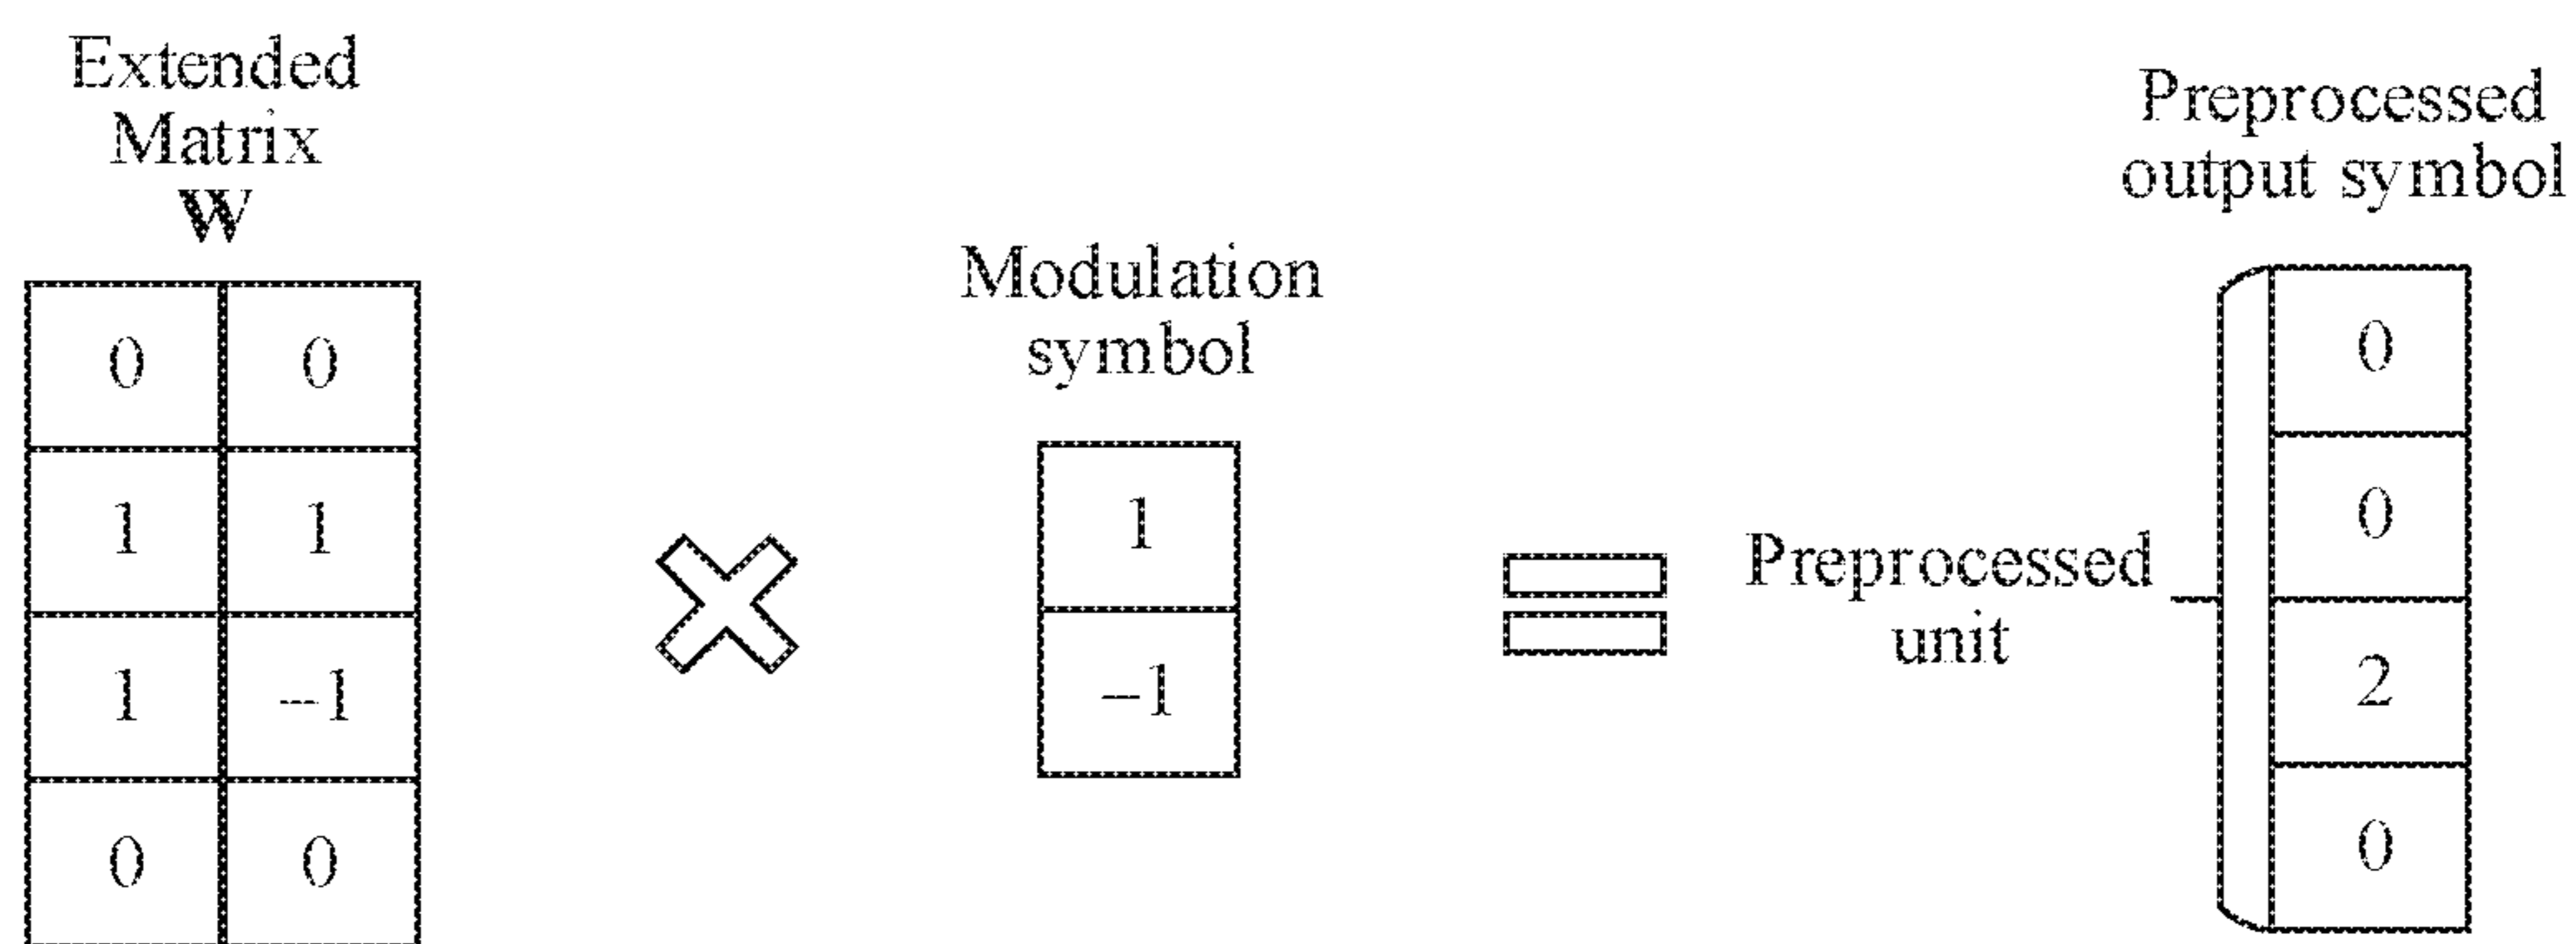 Extended
Matrix
W
0 0
1 1
1 -1
0 0
Modulation
symbol
1
-1
Preprocessed
unit
Preprocessed
output symbol
0
0
2
0